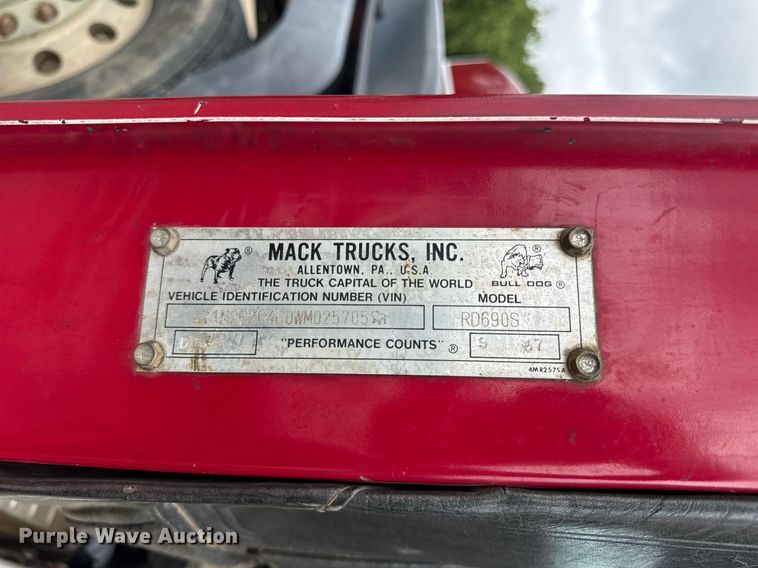 MACK TRUCKS, INC.
ALLENTOWN, PA., U.S.A.
THE TRUCK CAPITAL OF THE WORLD
BULL DOG ®
VEHICLE IDENTIFICATION NUMBER (VIN)
MODEL
RD690S
"PERFORMANCE COUNTS" ®
4MR2575A
Purple Wave Auction